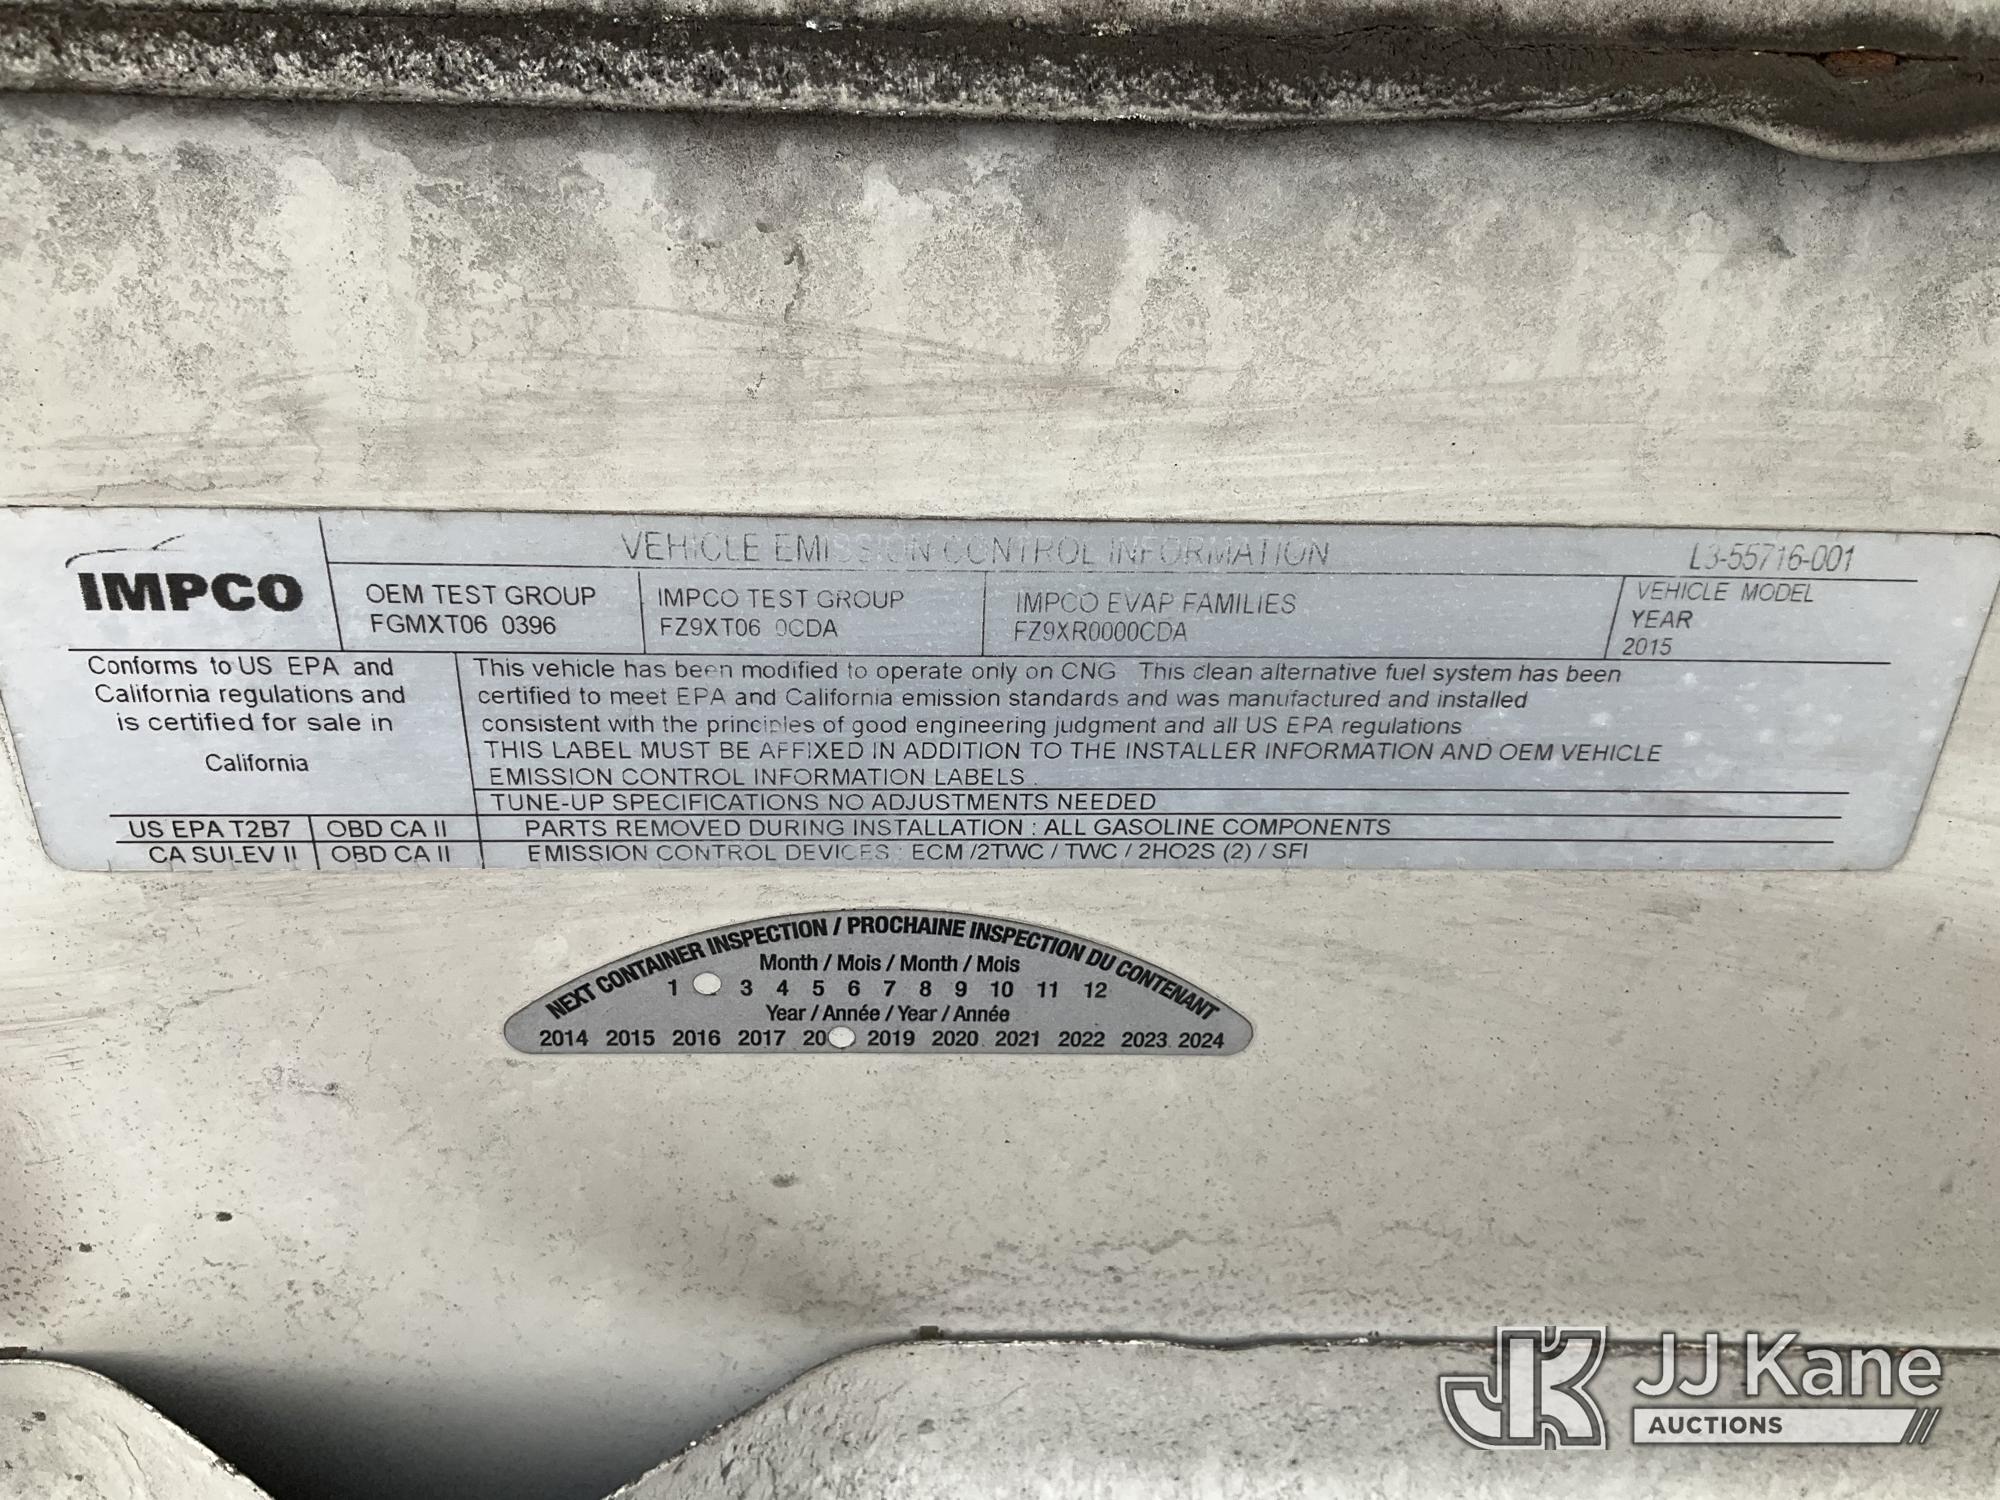 IMPCO
VEHICLE EMISSION CONTROL INFORMATION
L3-55716-001
OEM TEST GROUP
FGMXT06 0396
IMPCO TEST GROUP
FZ9XT06 0CDA
IMPCO EVAP FAMILIES
FZ9XR0000CDA
VEHICLE MODEL
YEAR
2015
Conforms to US EPA and
California regulations and
is certified for sale in
California
This vehicle has been modified to operate only on CNG This clean alternative fuel system has been
certified to meet EPA and California emission standards and was manufactured and installed
consistent with the principles of good engineering judgment and all US EPA regulations
THIS LABEL MUST BE AFFIXED IN ADDITION TO THE INSTALLER INFORMATION AND OEM VEHICLE
EMISSION CONTROL INFORMATION LABELS.
TUNE-UP SPECIFICATIONS NO ADJUSTMENTS NEEDED
US EPA T2B7 OBD CA II PARTS REMOVED DURING INSTALLATION : ALL GASOLINE COMPONENTS
CA SULEV II OBD CA II EMISSION CONTROL DEVICES : ECM /2TWC / TWC / 2HO2S (2) / SFI
NEXT CONTAINER INSPECTION / PROCHAINE INSPECTION DU CONTENANT
Month / Mois / Month / Mois
1 3 4 5 6 7 8 9 10 11 12
Year / Année / Year / Année
2014 2015 2016 2017 20 2019 2020 2021 2022 2023 2024
JK JJ Kane
AUCTIONS